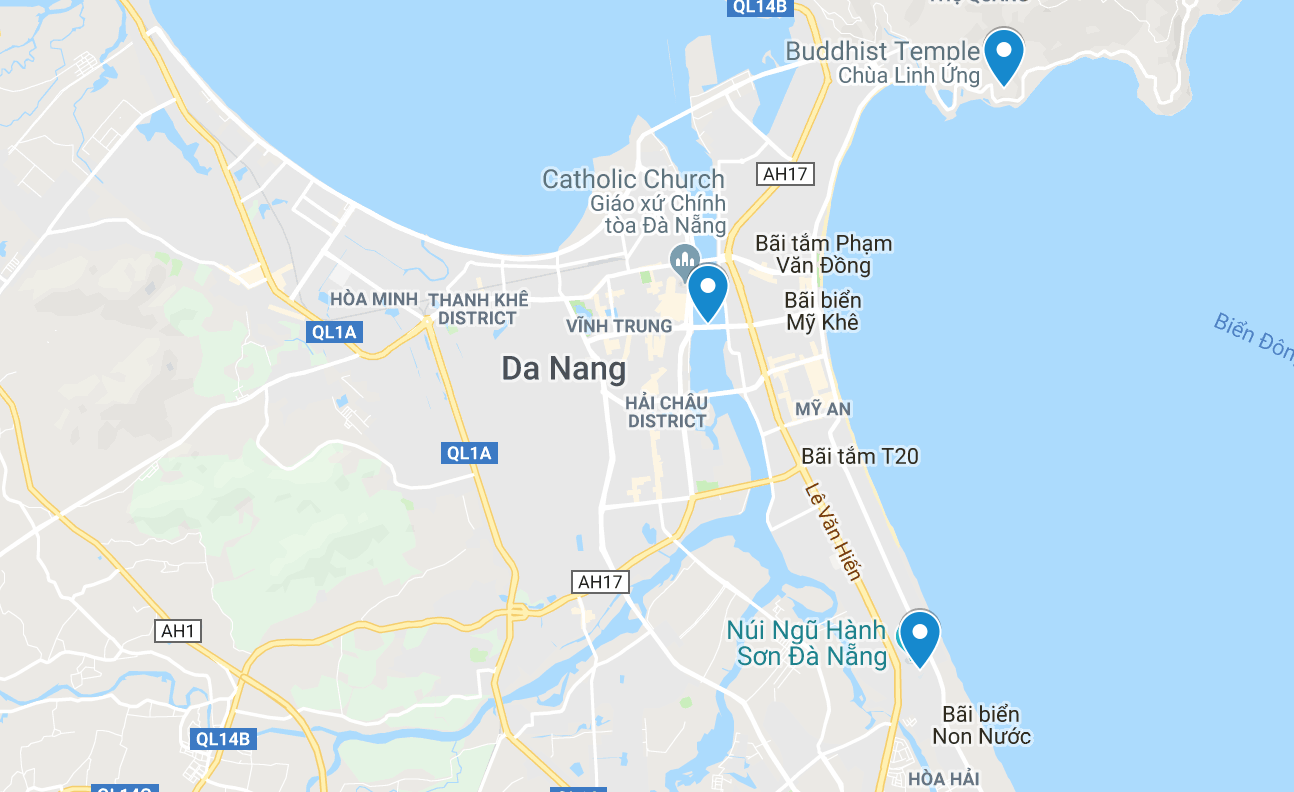 QL14B
Buddhist Temple
Chùa Linh Ứng
AH17
Catholic Church
Giáo xứ Chính
tòa Đà Nẵng
Bãi tắm Phạm
Văn Đồng
Bãi biển
Mỹ Khê
HÒA MINH
THANH KHÊ
DISTRICT
VĨNH TRUNG
QL1A
Biển Đông
Da Nang
HẢI CHÂU
DISTRICT
MỸ AN
QL1A
Bãi tắm T20
Lê Văn Hiến
AH17
AH1
Núi Ngũ Hành
Sơn Đà Nẵng
Bãi biển
Non Nước
QL14B
HÒA HẢI